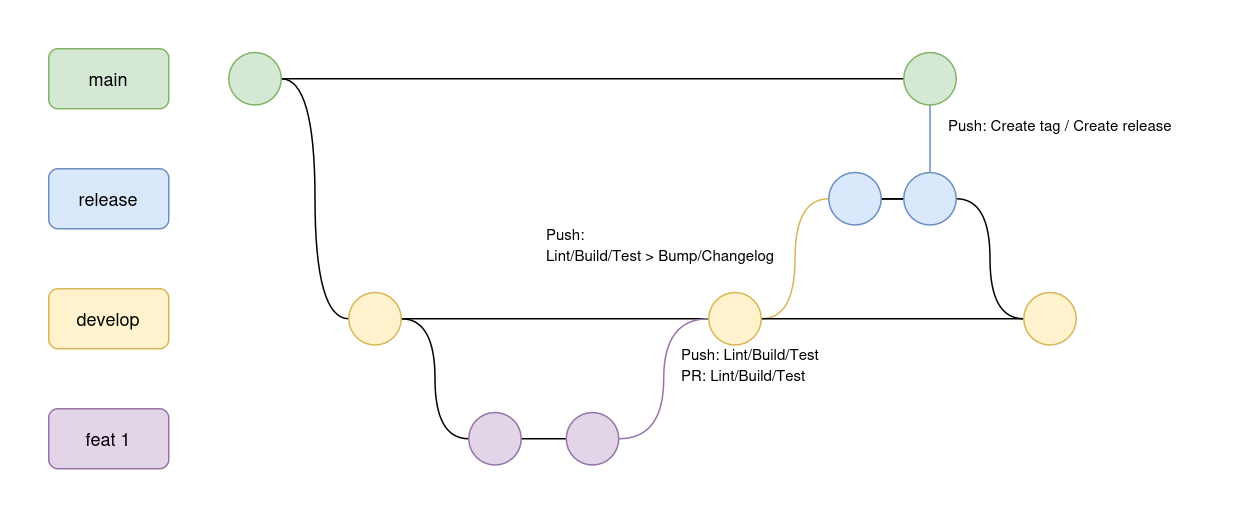 main
Push: Create tag / Create release
release
Push:
Lint/Build/Test > Bump/Changelog
develop
Push: Lint/Build/Test
PR: Lint/Build/Test
feat 1